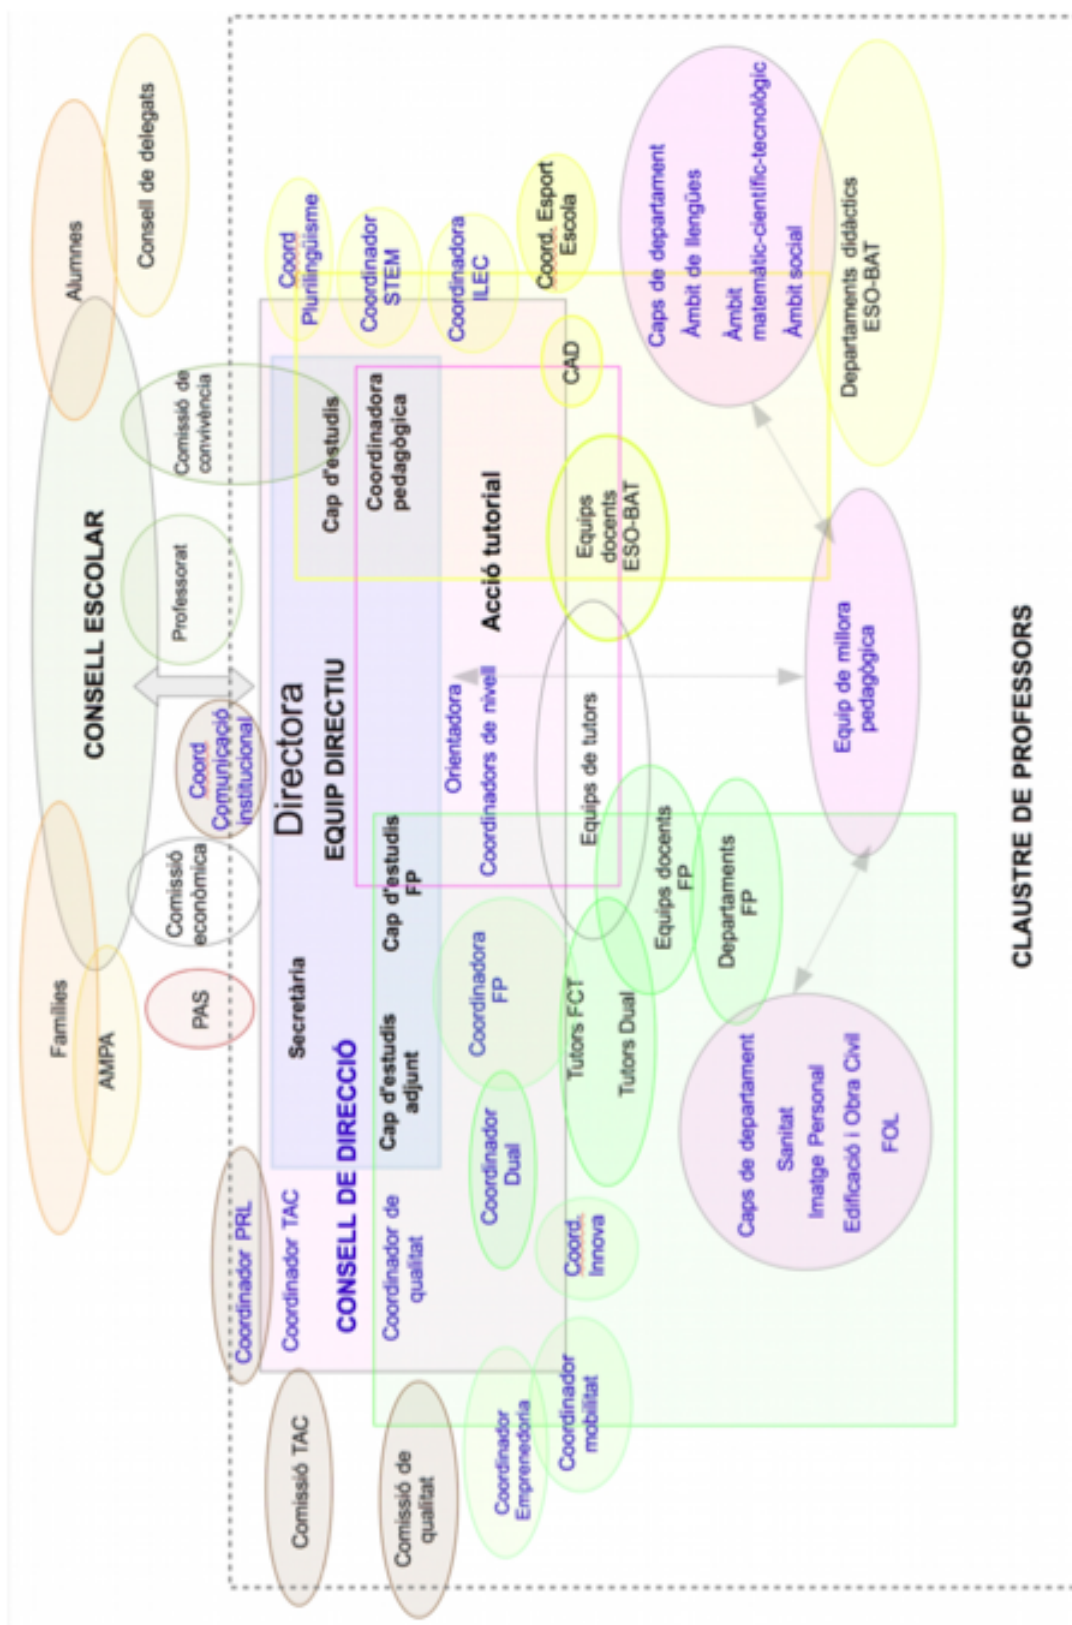 Famílies
AMPA
CONSELL ESCOLAR
Alumnes
Consell de delegats
PAS
Comissió
econòmica
Coord
Comunicació
institucional
Professorat
Comissió de
convivència
Coordinador PRL
Coordinador TAC
Comissió TAC
CONSELL DE DIRECCIÓ
Secretària
Directora
EQUIP DIRECTIU
Cap d'estudis
Coord
Plurilingüisme
Coordinador
STEM
Coordinadora
ILEC
Coord. Esport
Escola
Comissió de
qualitat
Coordinador de
qualitat
Cap d'estudis
adjunt
Cap d'estudis
FP
Coordinadora
pedagògica
Coordinador
Emprenedoria
Coordinador
mobilitat
Coordinador
Dual
Coord.
Innova
Coordinadora
FP
Orientadora
Coordinadors de nivell
Acció tutorial
CAD
Tutors FCT
Tutors Dual
Equips de tutors
Equips
docents
ESO-BAT
Equips docents
FP
Departaments
FP
Caps de departament
Àmbit de llengües
Àmbit
matemàtic-científic-tecnològic
Àmbit social
Departaments didàctics
ESO-BAT
Caps de departament
Sanitat
Imatge Personal
Edificació i Obra Civil
FOL
Equip de millora
pedagògica
CLAUSTRE DE PROFESSORS